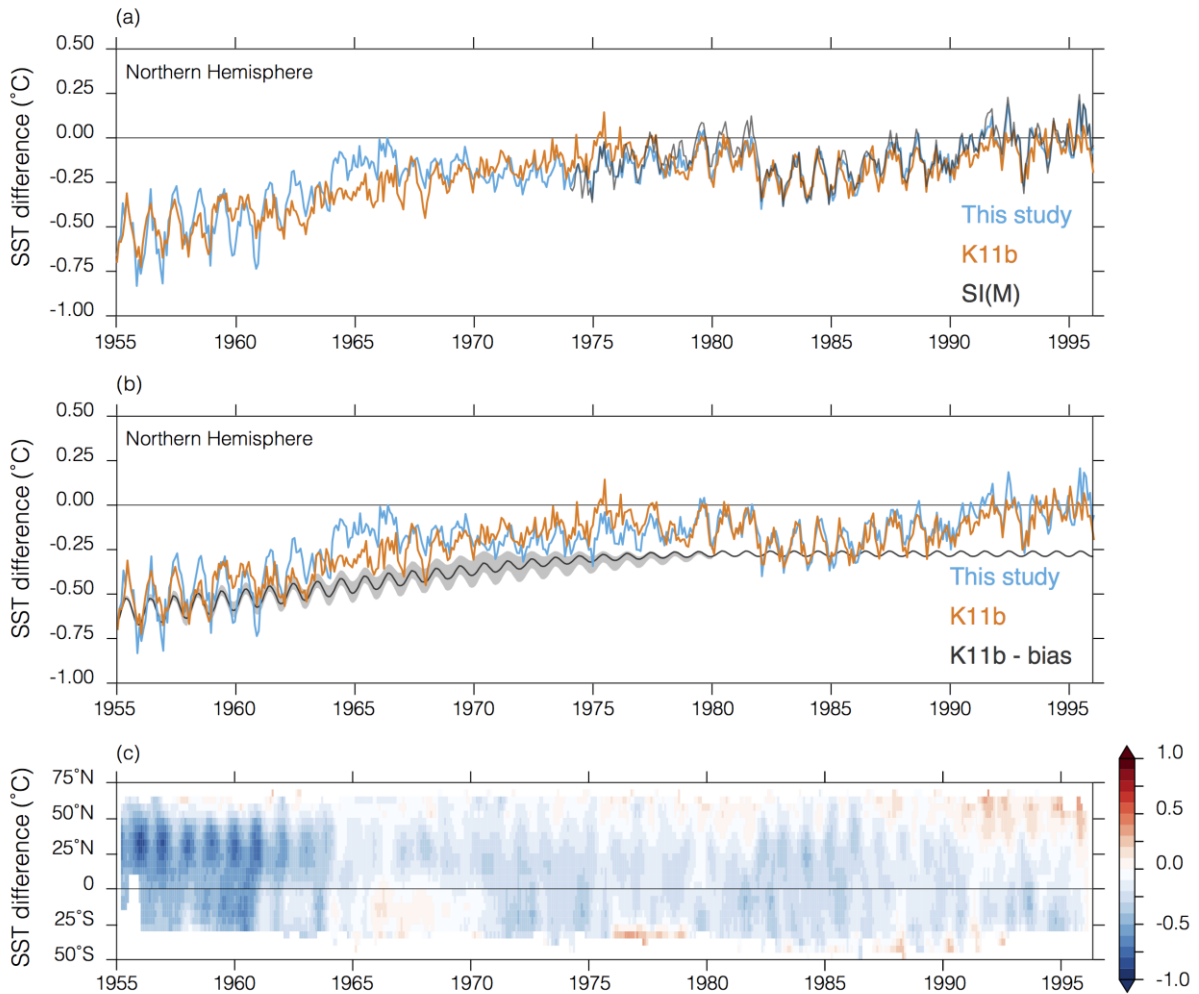 (a)
SST difference (˚C)
0.50
0.25
0.00
-0.25
-0.50
-0.75
-1.00
Northern Hemisphere
This study
K11b
SI(M)
1955 1960 1965 1970 1975 1980 1985 1990 1995
(b)
SST difference (˚C)
0.50
0.25
0.00
-0.25
-0.50
-0.75
-1.00
Northern Hemisphere
This study
K11b
K11b - bias
1955 1960 1965 1970 1975 1980 1985 1990 1995
(c)
SST difference (˚C)
75˚N
50˚N
25˚N
0
25˚S
50˚S
1955 1960 1965 1970 1975 1980 1985 1990 1995
1.0
0.5
0.0
-0.5
-1.0